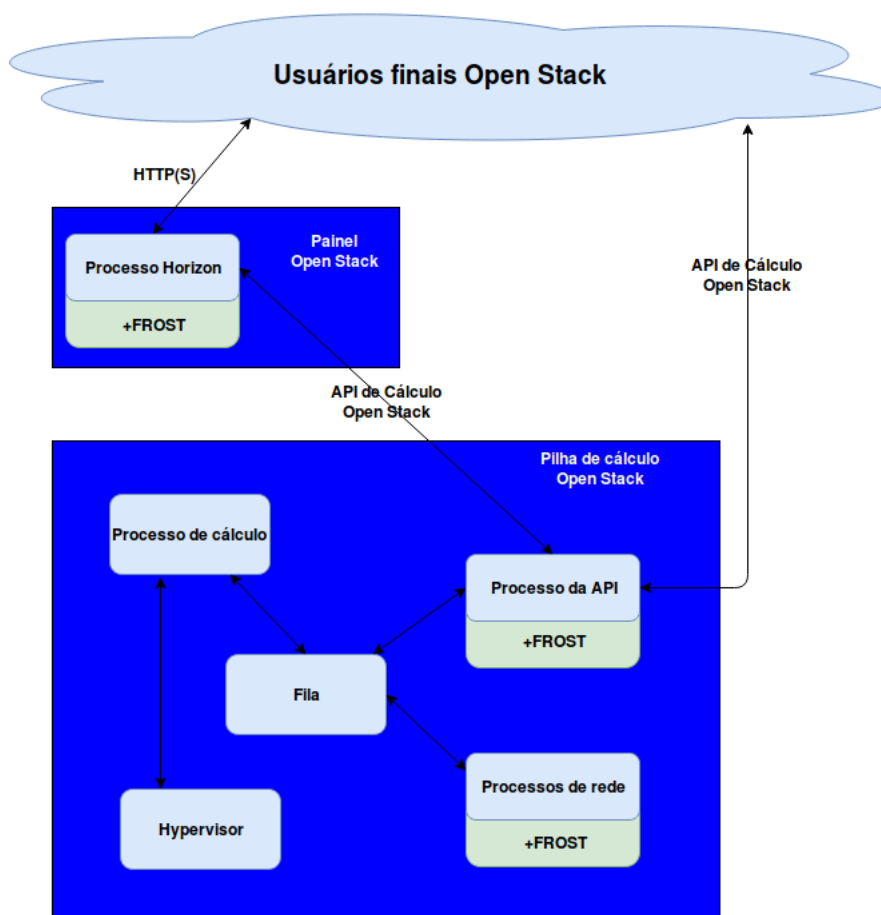 Usuários finais Open Stack
HTTP(S)
Painel
Open Stack
Processo Horizon
+FROST
API de Cálculo
Open Stack
API de Cálculo
Open Stack
Pilha de cálculo
Open Stack
Processo de cálculo
Processo da API
+FROST
Fila
Processos de rede
+FROST
Hypervisor